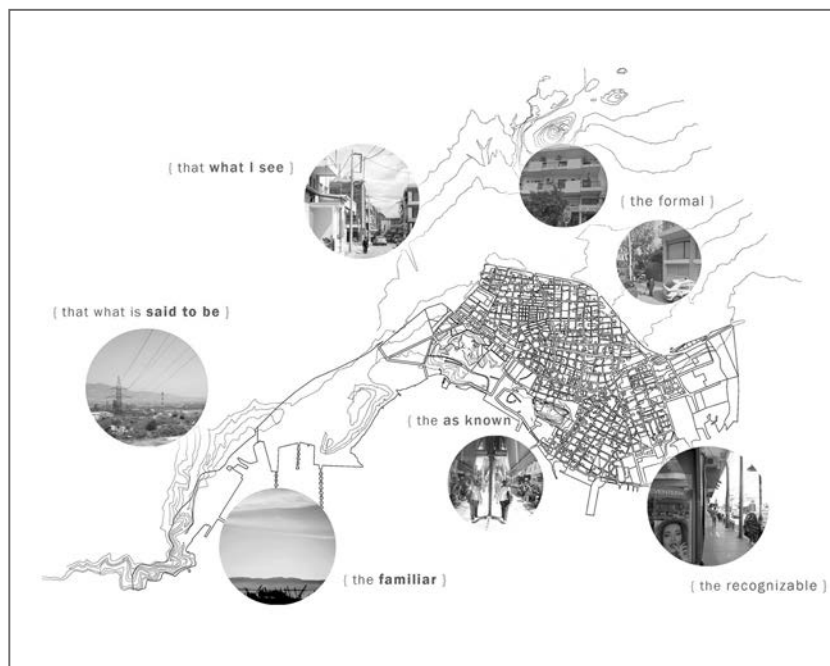 { that what I see }
{ the formal }
{ that what is said to be }
{ the as known }
{ the familiar }
{ the recognizable }